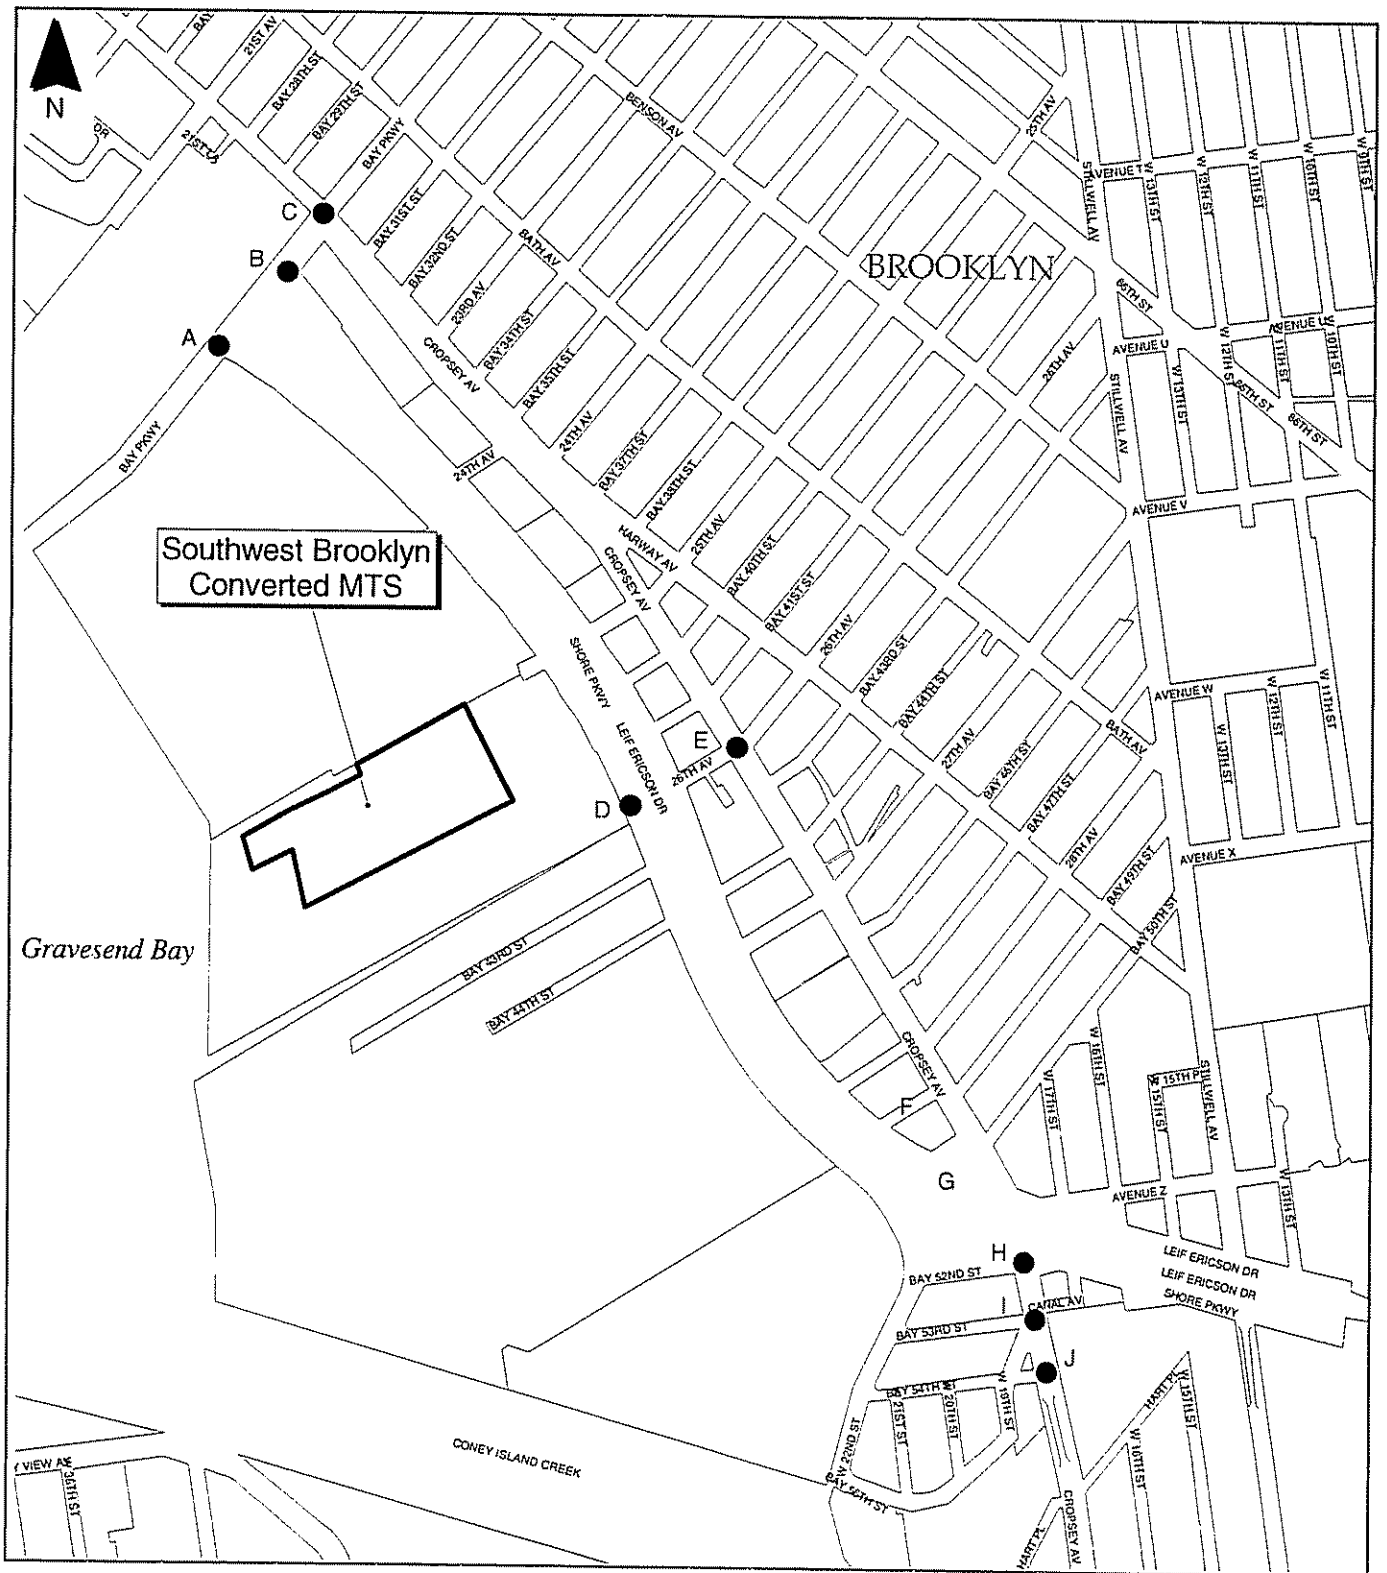 N
BAY
21ST AV
BAY 28TH ST
BAY 29TH ST
BAY PKWY
BENSON AV
25TH AV
DR
STILLWELL AV
AVENUE T
W 13TH ST
W 12TH ST
W 11TH ST
W 10TH ST
W 9TH ST
C
BAY 31ST ST
BAY 32ND ST
BATH AV
B
BROOKLYN
23RD AV
86TH ST
A
BAY 34TH ST
CROPSEY AV
BAY 35TH ST
26TH AV
AVENUE U
AVENUE U
W 12TH ST
W 11TH ST
W 10TH ST
STILLWELL AV
W 13TH ST
85TH ST
86TH ST
BAY PKWY
24TH AV
24TH AV
BAY 37TH ST
BAY 38TH ST
AVENUE V
Southwest Brooklyn
Converted MTS
HARWAY AV
25TH AV
CROPSEY AV
BAY 40TH ST
BAY 41ST ST
26TH AV
BAY 43RD ST
BAY 44TH ST
SHORE PKWY
LEIF ERICSON DR
AVENUE W
W 13TH ST
W 12TH ST
W 11TH ST
BATH AV
E
26TH AV
27TH AV
BAY 46TH ST
BAY 47TH ST
D
28TH AV
BAY 49TH ST
AVENUE X
BAY 50TH ST
Gravesend Bay
BAY 43RD ST
BAY 44TH ST
CROPSEY AV
W 16TH ST
W 17TH ST
W 15TH PL
W 15TH ST
STILLWELL AV
F
G
AVENUE Z
W 13TH ST
H
BAY 52ND ST
LEIF ERICSON DR
LEIF ERICSON DR
SHORE PKWY
I
CANAL AV
BAY 53RD ST
J
BAY 54TH ST
21ST ST
W 20TH ST
W 19TH ST
HART PL
W 15TH ST
W 22ND ST
CONEY ISLAND CREEK
W 16TH ST
Y VIEW AV
W 36TH ST
CROPSEY AV
HART PL